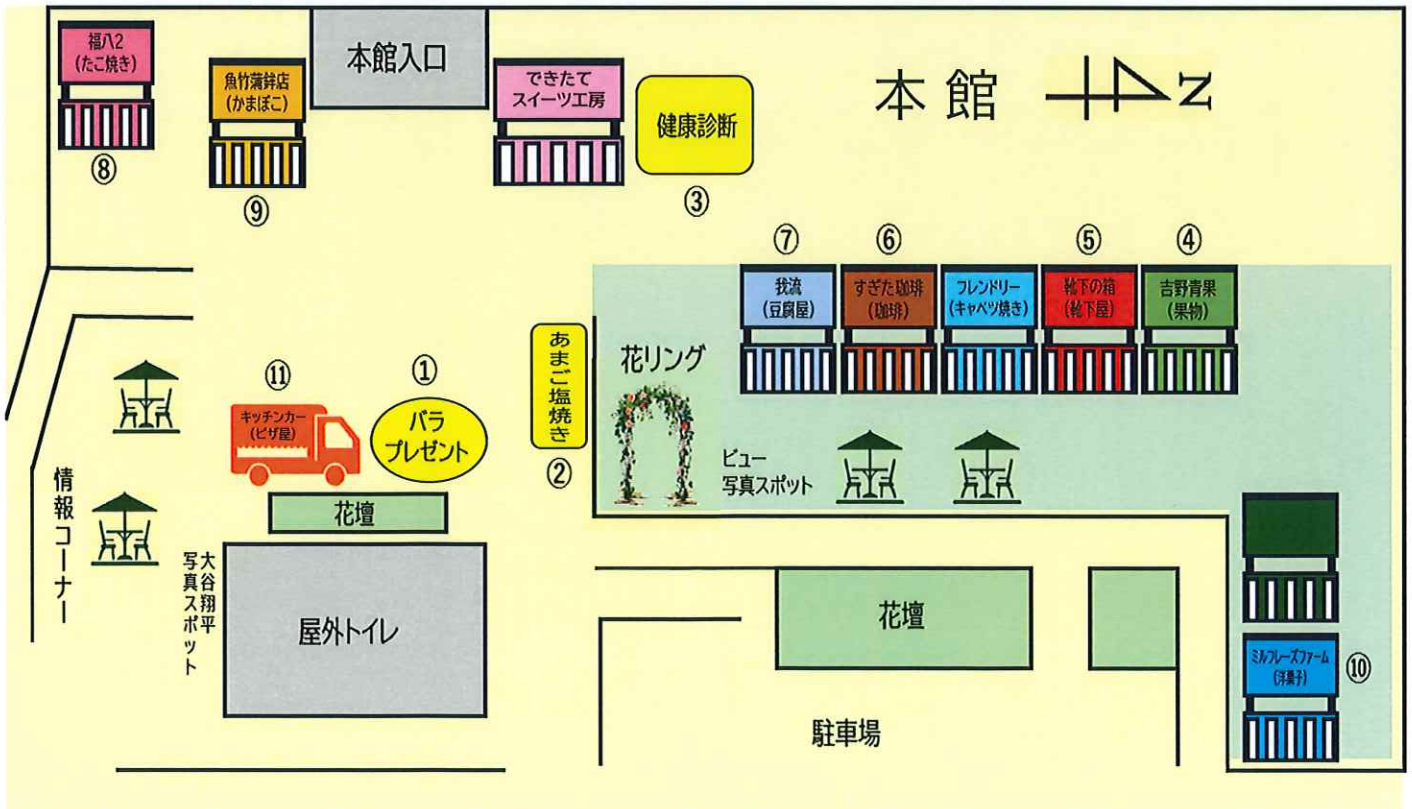 福八2
(たこ焼き)
⑧
魚竹蒲鉾店
(かまぼこ)
⑨
本館入口
できたて
スイーツ工房
健康診断
③
本館
N
⑦
我流
(豆腐屋)
⑥
すぎた珈琲
(珈琲)
フレンドリー
(キャベツ焼き)
⑤
靴下の箱
(靴下屋)
④
吉野青果
(果物)
⑪
キッチンカー
(ピザ屋)
①
バラ
プレゼント
あまご塩焼き
②
花リング
ビュー
写真スポット
情報コーナー
花壇
大谷翔平
写真スポット
屋外トイレ
花壇
駐車場
ミルフレーズファーム
(洋菓子)
⑩